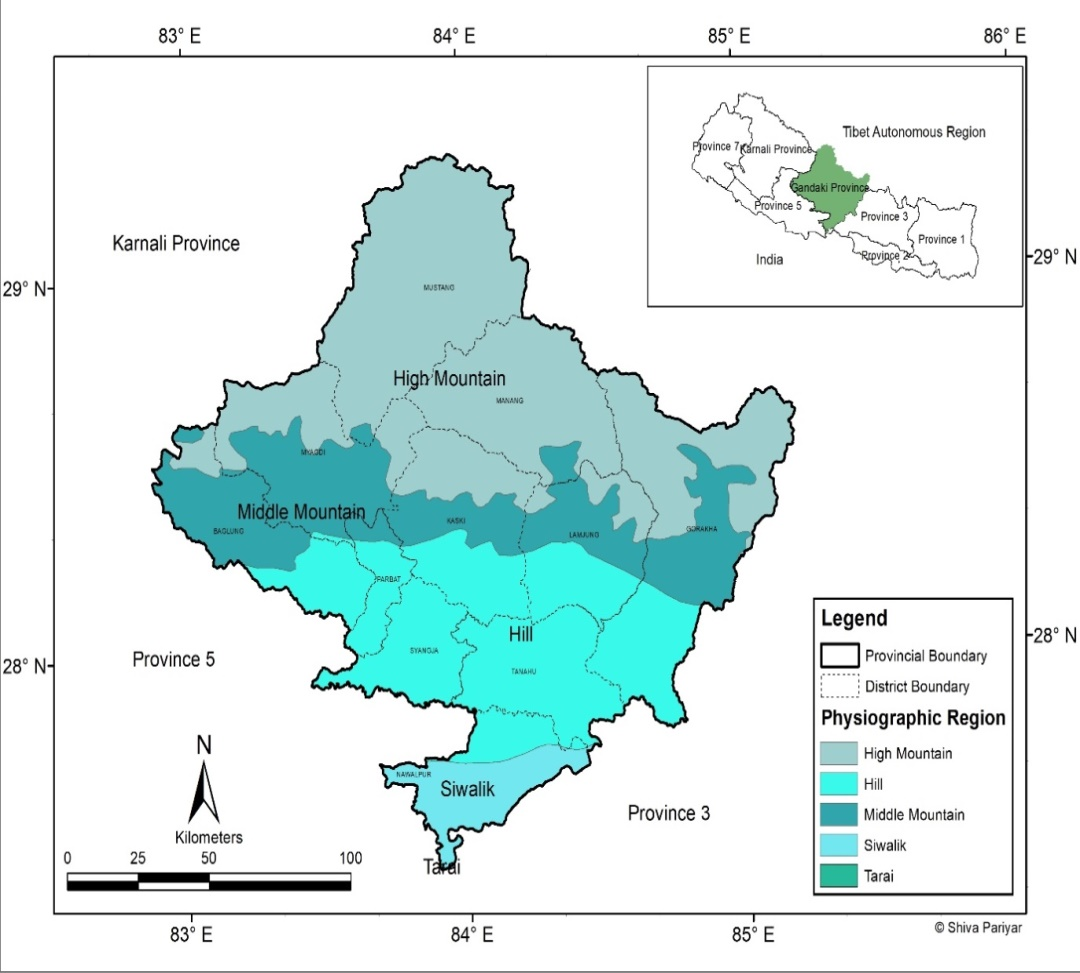 83° E
84° E
85° E
86° E
Tibet Autonomous Region
Province 7
Karnali Province
Gandaki Province
Province 5
Province 3
Province 1
Province 2
India
Karnali Province
29° N
29° N
MUSTANG
High Mountain
MANANG
MYAGDI
Middle Mountain
BAGLUNG
KASKI
LAMJUNG
GORAKHA
PARBAT
Hill
SYANGJA
TANAHU
Province 5
28° N
28° N
NAWALPUR
Siwalik
Province 3
Tarai
N
Kilometers
0 25 50 100
Legend
Provincial Boundary
District Boundary
Physiographic Region
High Mountain
Hill
Middle Mountain
Siwalik
Tarai
83° E
84° E
85° E
© Shiva Pariyar